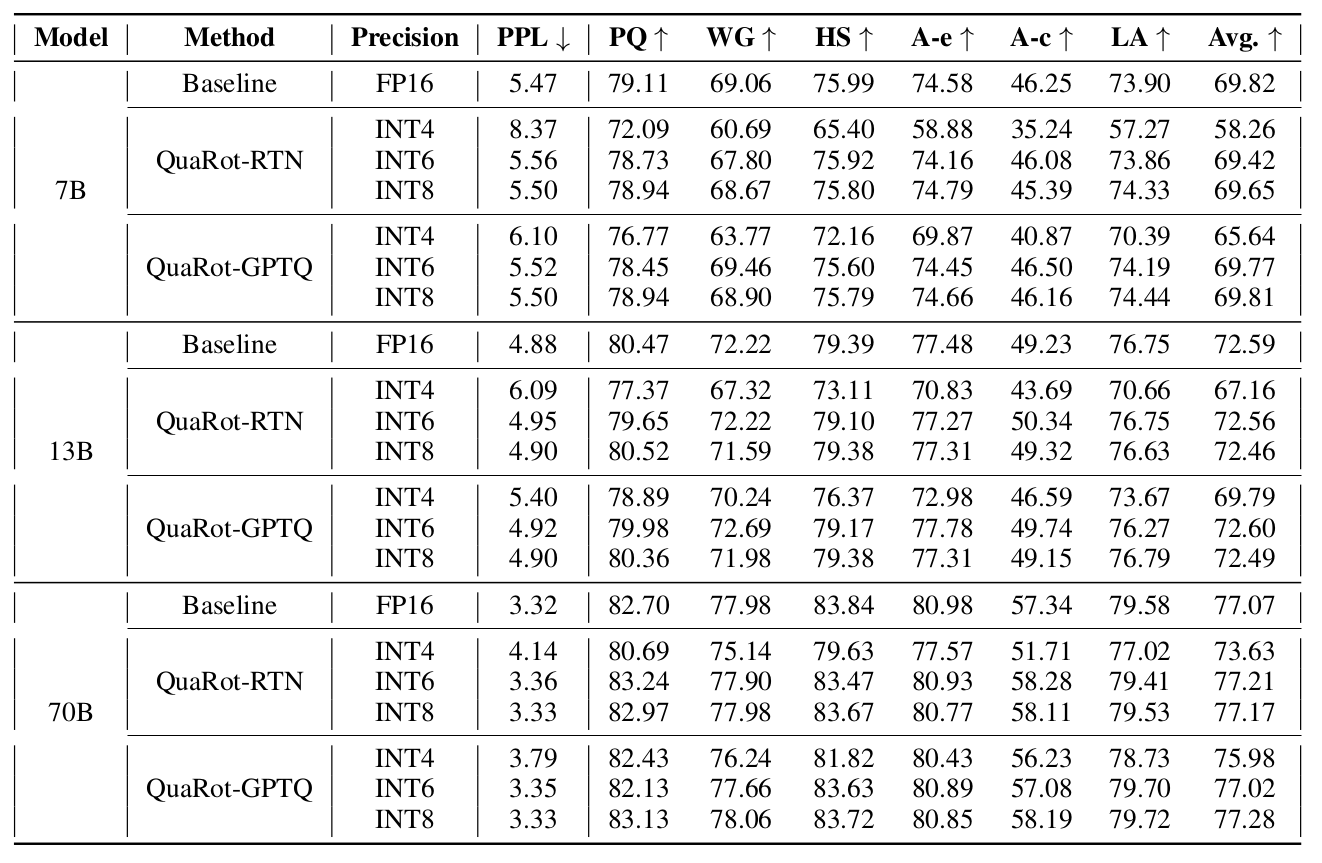 Model Method Precision PPL ↓ PQ ↑ WG ↑ HS ↑ A-e ↑ A-c ↑ LA ↑ Avg. ↑
Baseline FP16 5.47 79.11 69.06 75.99 74.58 46.25 73.90 69.82
INT4 8.37 72.09 60.69 65.40 58.88 35.24 57.27 58.26
QuaRot-RTN INT6 5.56 78.73 67.80 75.92 74.16 46.08 73.86 69.42
7B INT8 5.50 78.94 68.67 75.80 74.79 45.39 74.33 69.65
INT4 6.10 76.77 63.77 72.16 69.87 40.87 70.39 65.64
QuaRot-GPTQ INT6 5.52 78.45 69.46 75.60 74.45 46.50 74.19 69.77
INT8 5.50 78.94 68.90 75.79 74.66 46.16 74.44 69.81
Baseline FP16 4.88 80.47 72.22 79.39 77.48 49.23 76.75 72.59
INT4 6.09 77.37 67.32 73.11 70.83 43.69 70.66 67.16
QuaRot-RTN INT6 4.95 79.65 72.22 79.10 77.27 50.34 76.75 72.56
13B INT8 4.90 80.52 71.59 79.38 77.31 49.32 76.63 72.46
INT4 5.40 78.89 70.24 76.37 72.98 46.59 73.67 69.79
QuaRot-GPTQ INT6 4.92 79.98 72.69 79.17 77.78 49.74 76.27 72.60
INT8 4.90 80.36 71.98 79.38 77.31 49.15 76.79 72.49
Baseline FP16 3.32 82.70 77.98 83.84 80.98 57.34 79.58 77.07
INT4 4.14 80.69 75.14 79.63 77.57 51.71 77.02 73.63
QuaRot-RTN INT6 3.36 83.24 77.90 83.47 80.93 58.28 79.41 77.21
70B INT8 3.33 82.97 77.98 83.67 80.77 58.11 79.53 77.17
INT4 3.79 82.43 76.24 81.82 80.43 56.23 78.73 75.98
QuaRot-GPTQ INT6 3.35 82.13 77.66 83.63 80.89 57.08 79.70 77.02
INT8 3.33 83.13 78.06 83.72 80.85 58.19 79.72 77.28